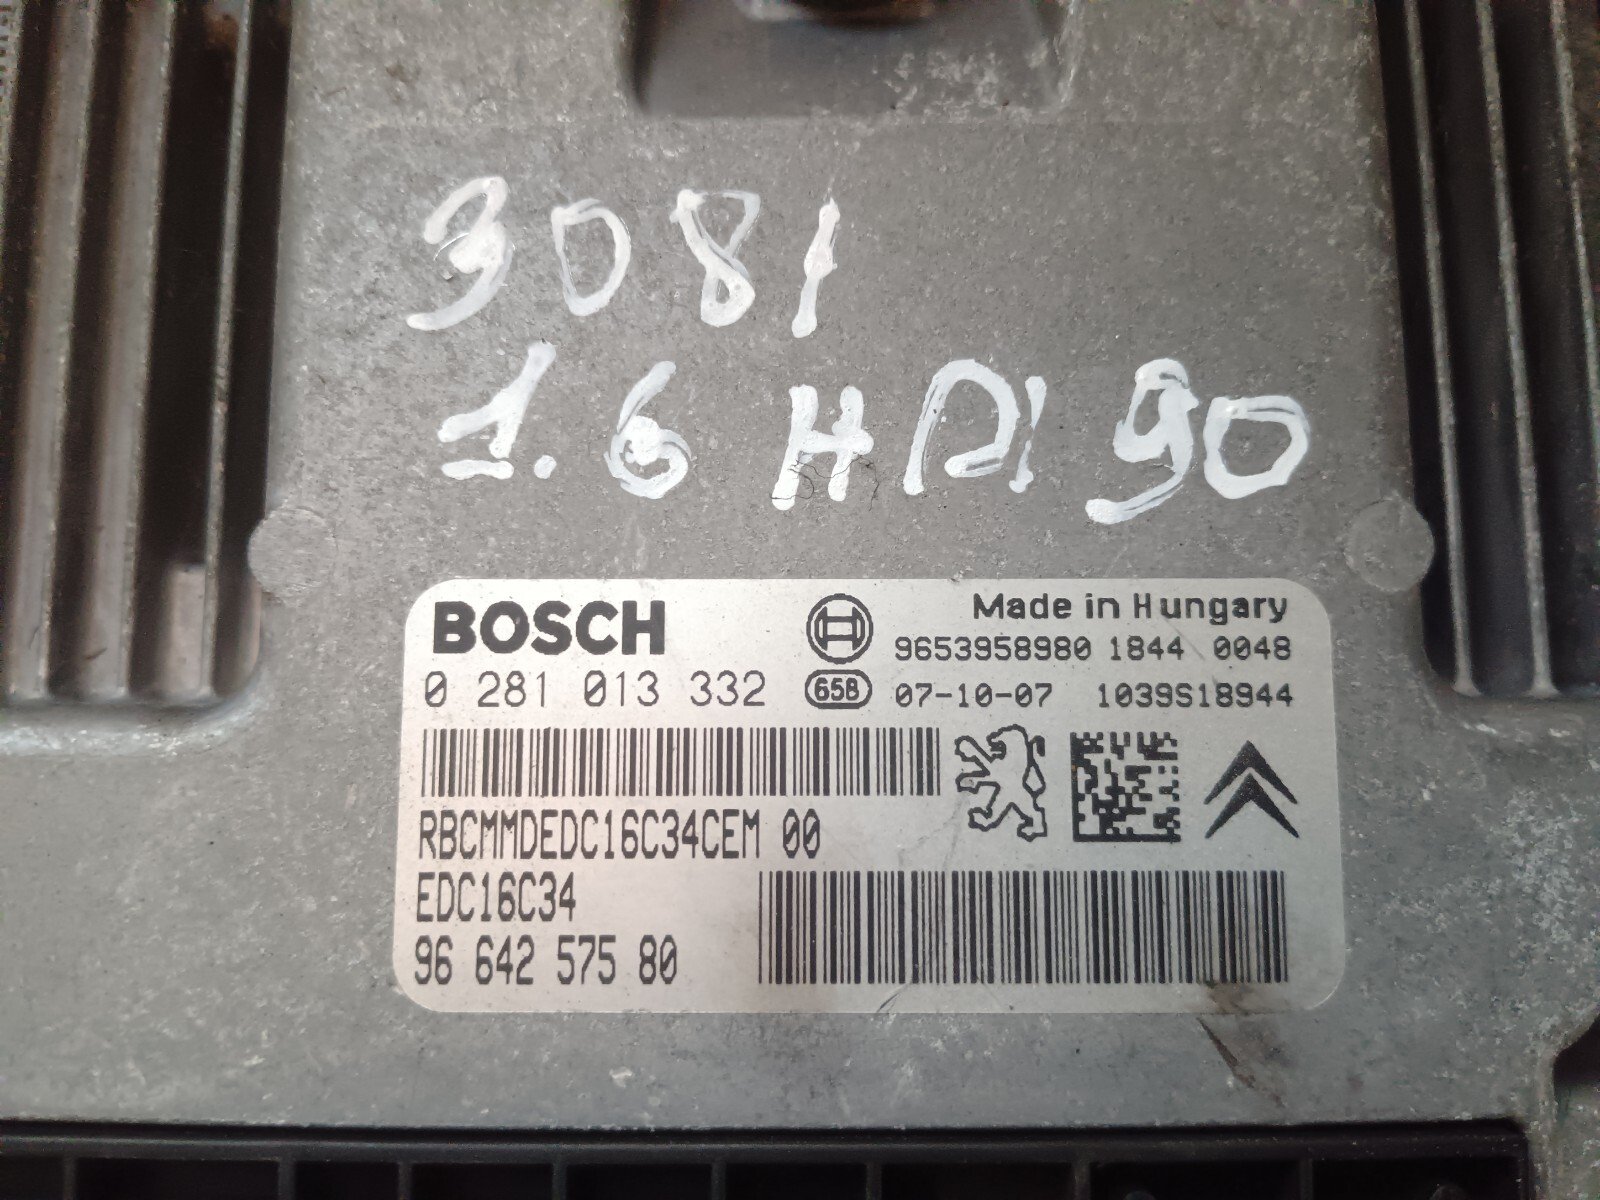 3081
1.6 HDI 90
BOSCH
Made in Hungary
9653958980 1844 0048
0 281 013 332
658
07-10-07 1039S18944
RBCMMDEDC16C34CEM 00
EDC16C34
96 642 575 80